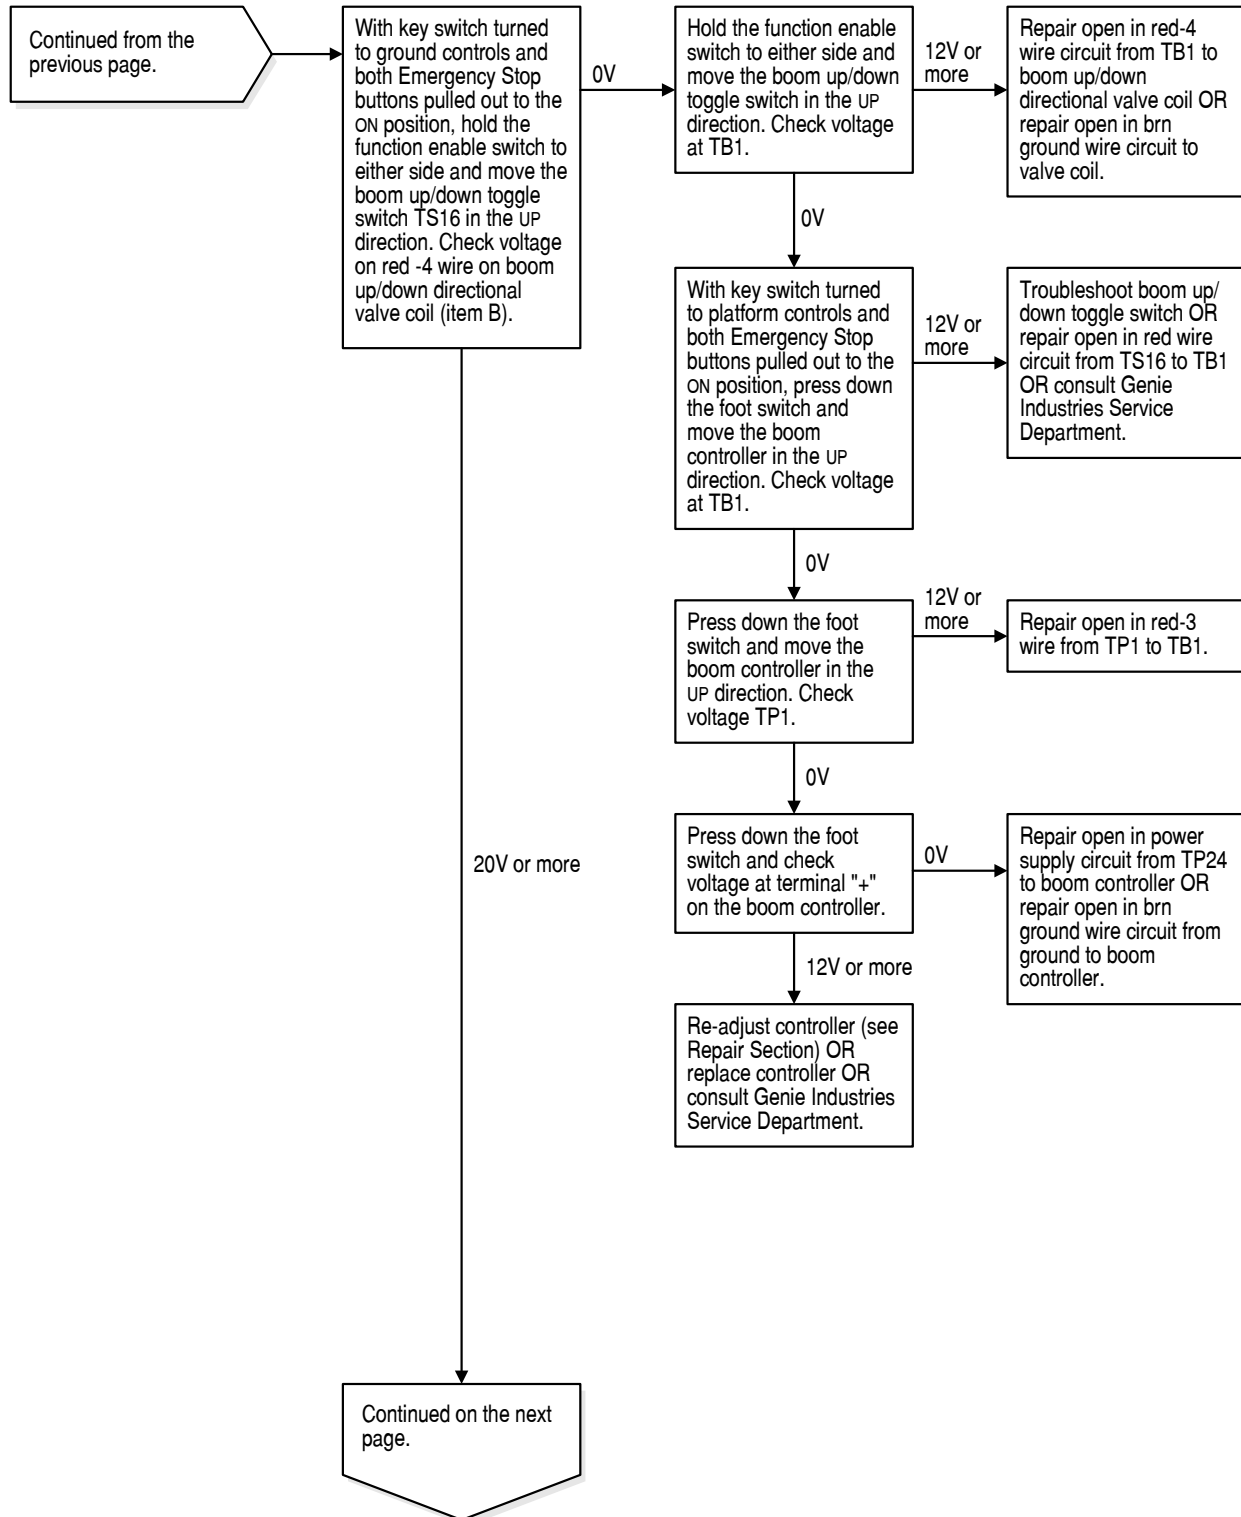 Continued from the
previous page.
With key switch turned
to ground controls and
both Emergency Stop
buttons pulled out to the
ON position, hold the
function enable switch to
either side and move the
boom up/down toggle
switch TS16 in the UP
direction. Check voltage
on red -4 wire on boom
up/down directional
valve coil (item B).
0V
Hold the function enable
switch to either side and
move the boom up/down
toggle switch in the UP
direction. Check voltage
at TB1.
12V or
more
Repair open in red-4
wire circuit from TB1 to
boom up/down
directional valve coil OR
repair open in brn
ground wire circuit to
valve coil.
0V
With key switch turned
to platform controls and
both Emergency Stop
buttons pulled out to the
ON position, press down
the foot switch and
move the boom
controller in the UP
direction. Check voltage
at TB1.
12V or
more
Troubleshoot boom up/
down toggle switch OR
repair open in red wire
circuit from TS16 to TB1
OR consult Genie
Industries Service
Department.
0V
Press down the foot
switch and move the
boom controller in the
UP direction. Check
voltage TP1.
12V or
more
Repair open in red-3
wire from TP1 to TB1.
0V
Press down the foot
switch and check
voltage at terminal "+"
on the boom controller.
0V
Repair open in power
supply circuit from TP24
to boom controller OR
repair open in brn
ground wire circuit from
ground to boom
controller.
12V or more
Re-adjust controller (see
Repair Section) OR
replace controller OR
consult Genie Industries
Service Department.
20V or more
Continued on the next
page.